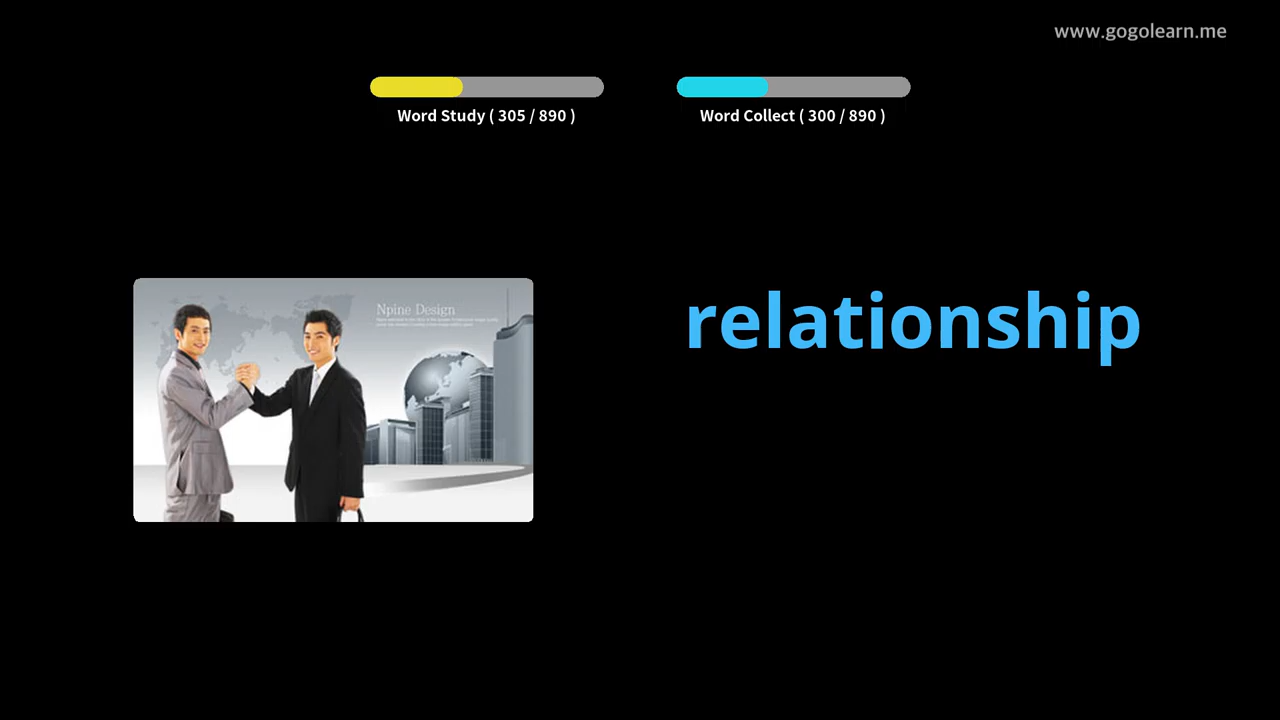 www.gogolearn.me
Word Study ( 305 / 890 )
Word Collect ( 300 / 890 )
Npine Design
relationship